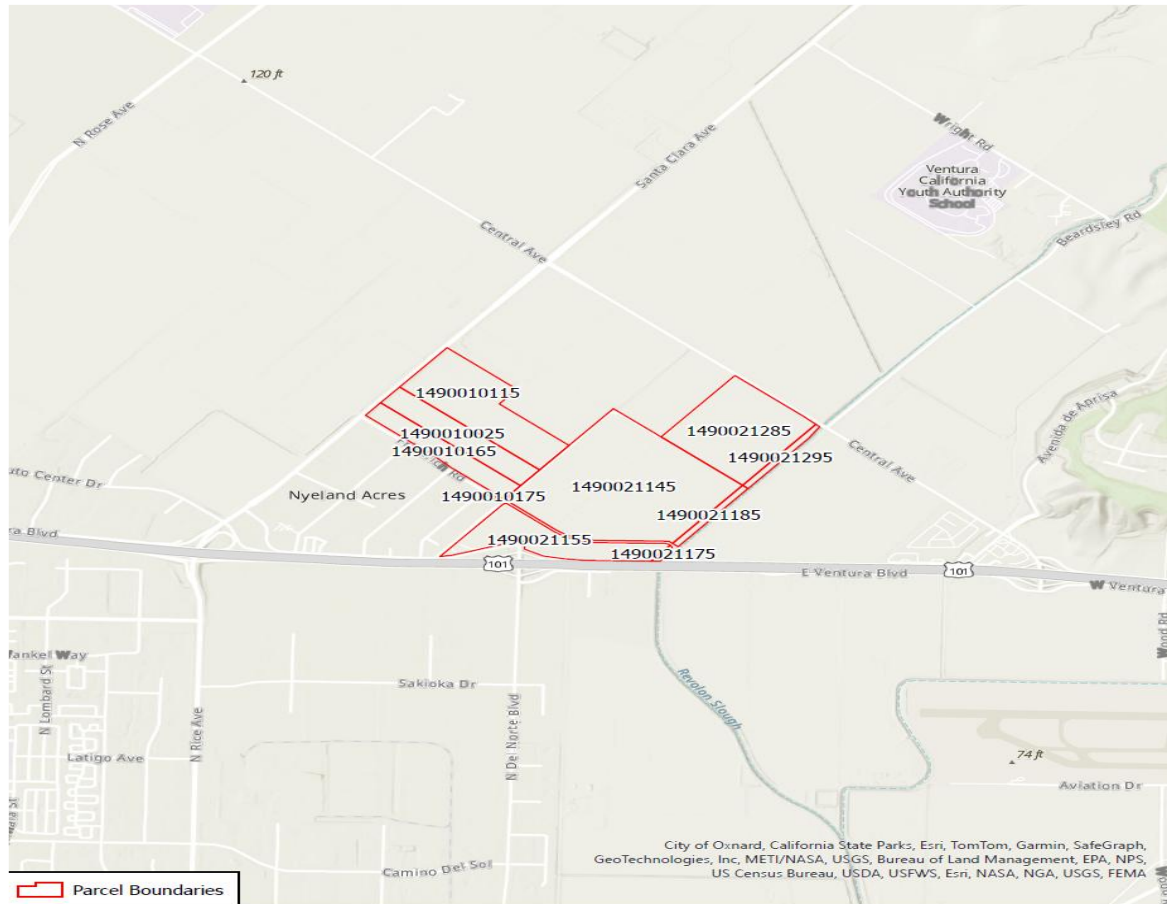 120 ft
N Rose Ave
Santa Clara Ave
Wright Rd
Ventura
California
Youth Authority
School
Beardsley Rd
Central Ave
1490010115
1490010025
1490010165
Rd
1490021285
1490021295
Central Ave
Avenida de Aprisa
uto Center Dr
Nyeland Acres
1490010175
1490021145
1490021185
1490021155
1490021175
ra Blvd
101
E Ventura Blvd
101
W Ventura
Wood Rd
ankel Way
N Lombard St
N Rice Ave
Sakioka Dr
N Del Norte Blvd
Revolon Slough
Latigo Ave
74 ft
Aviation Dr
Camino Del Sol
City of Oxnard, California State Parks, Esri, TomTom, Garmin, SafeGraph,
GeoTechnologies, Inc, METI/NASA, USGS, Bureau of Land Management, EPA, NPS,
US Census Bureau, USDA, USFWS, Esri, NASA, NGA, USGS, FEMA
Parcel Boundaries